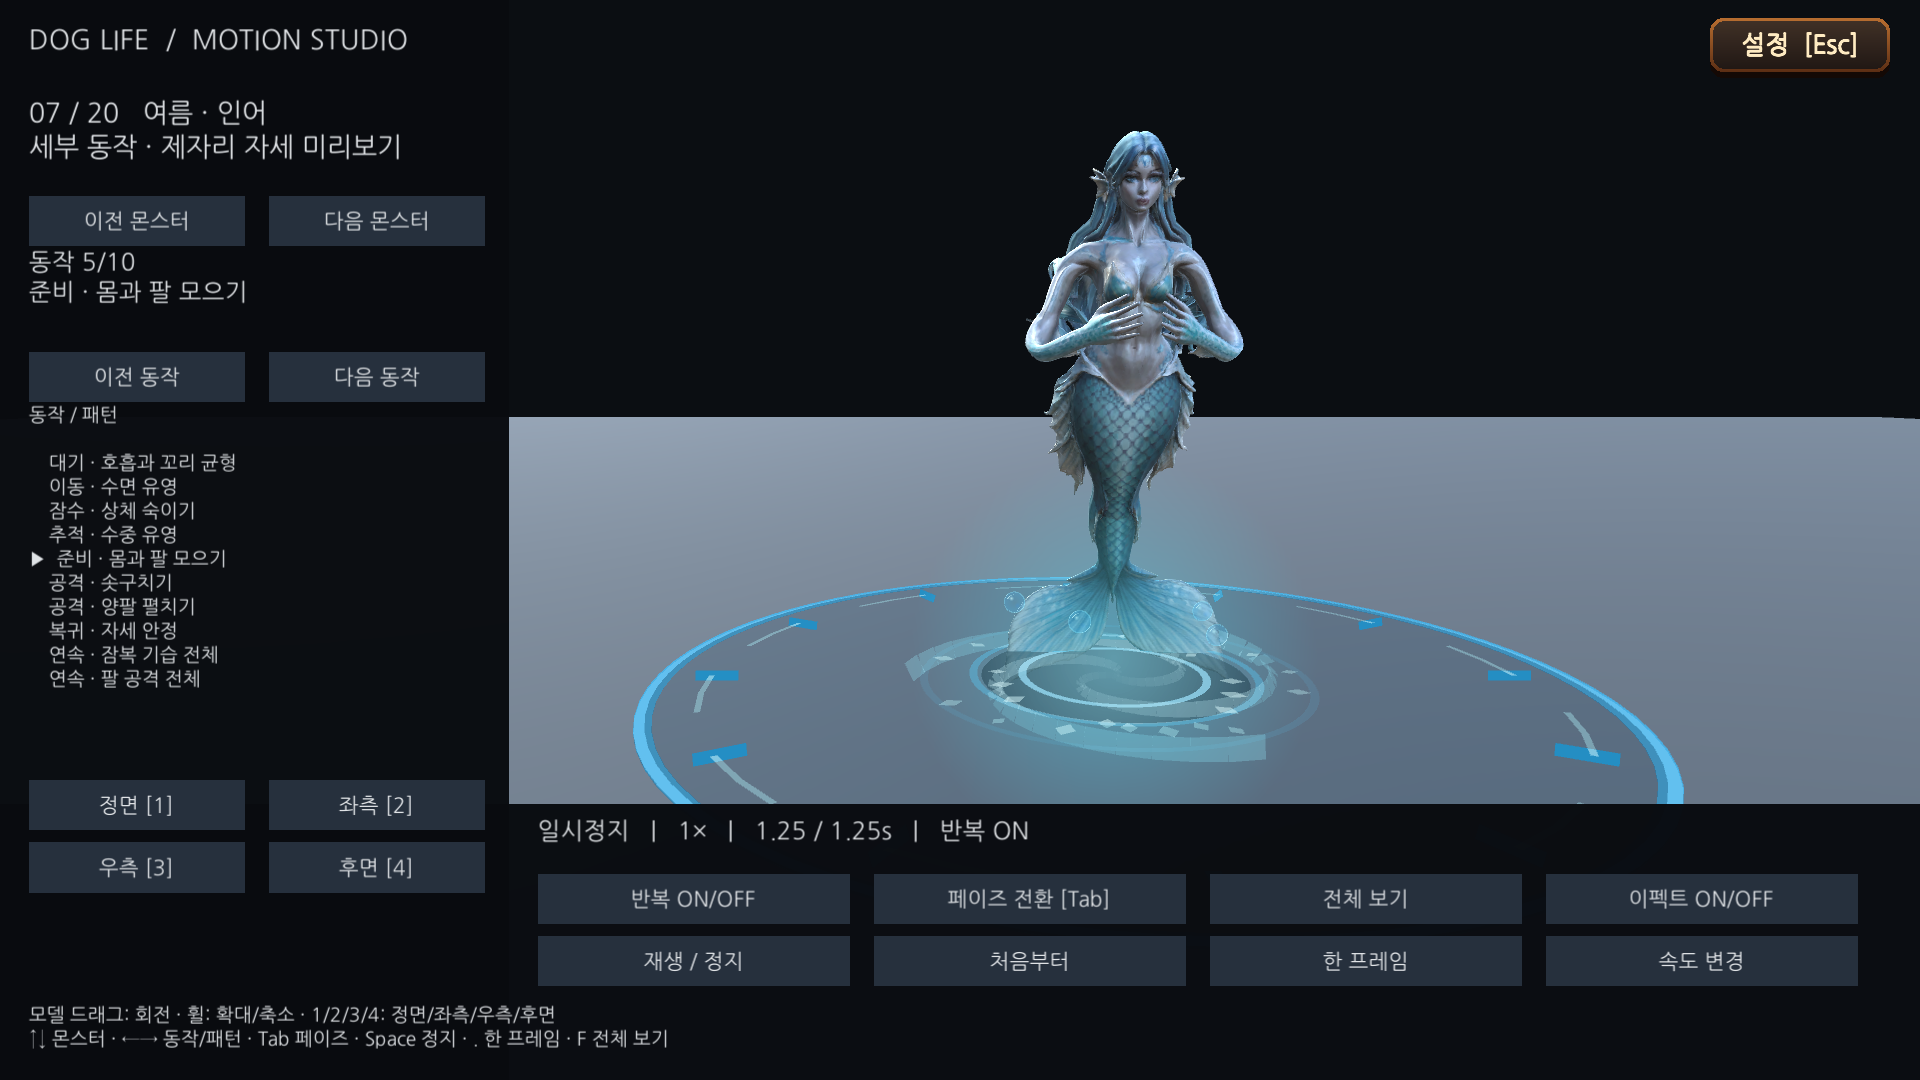 DOG LIFE / MOTION STUDIO
설정 [Esc]
07 / 20 여름 · 인어
세부 동작 · 제자리 자세 미리보기
이전 몬스터
다음 몬스터
동작 5/10
준비 · 몸과 팔 모으기
이전 동작
다음 동작
동작 / 패턴
대기 · 호흡과 꼬리 균형
이동 · 수면 유영
잠수 · 상체 숙이기
추적 · 수중 유영
▶ 준비 · 몸과 팔 모으기
공격 · 솟구치기
공격 · 양팔 펼치기
복귀 · 자세 안정
연속 · 잠복 기습 전체
연속 · 팔 공격 전체
정면 [1]
좌측 [2]
우측 [3]
후면 [4]
일시정지 | 1× | 1.25 / 1.25s | 반복 ON
반복 ON/OFF
페이즈 전환 [Tab]
전체 보기
이펙트 ON/OFF
재생 / 정지
처음부터
한 프레임
속도 변경
모델 드래그: 회전 · 휠: 확대/축소 · 1/2/3/4: 정면/좌측/우측/후면
↑↓ 몬스터 · ←→ 동작/패턴 · Tab 페이즈 · Space 정지 · . 한 프레임 · F 전체 보기